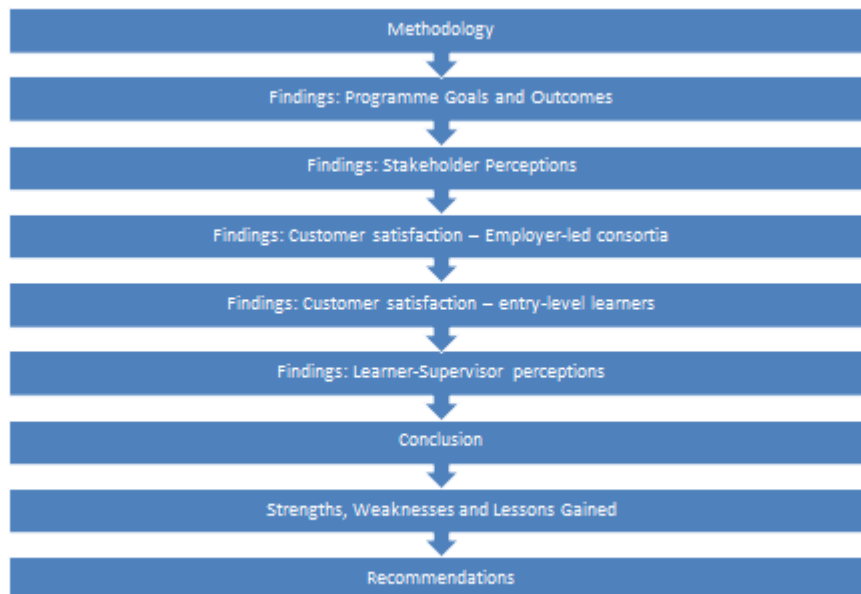 Methodology
Findings: Programme Goals and Outcomes
Findings: Stakeholder Perceptions
Findings: Customer satisfaction – Employer-led consortia
Findings: Customer satisfaction – entry-level learners
Findings: Learner-Supervisor perceptions
Conclusion
Strengths, Weaknesses and Lessons Gained
Recommendations